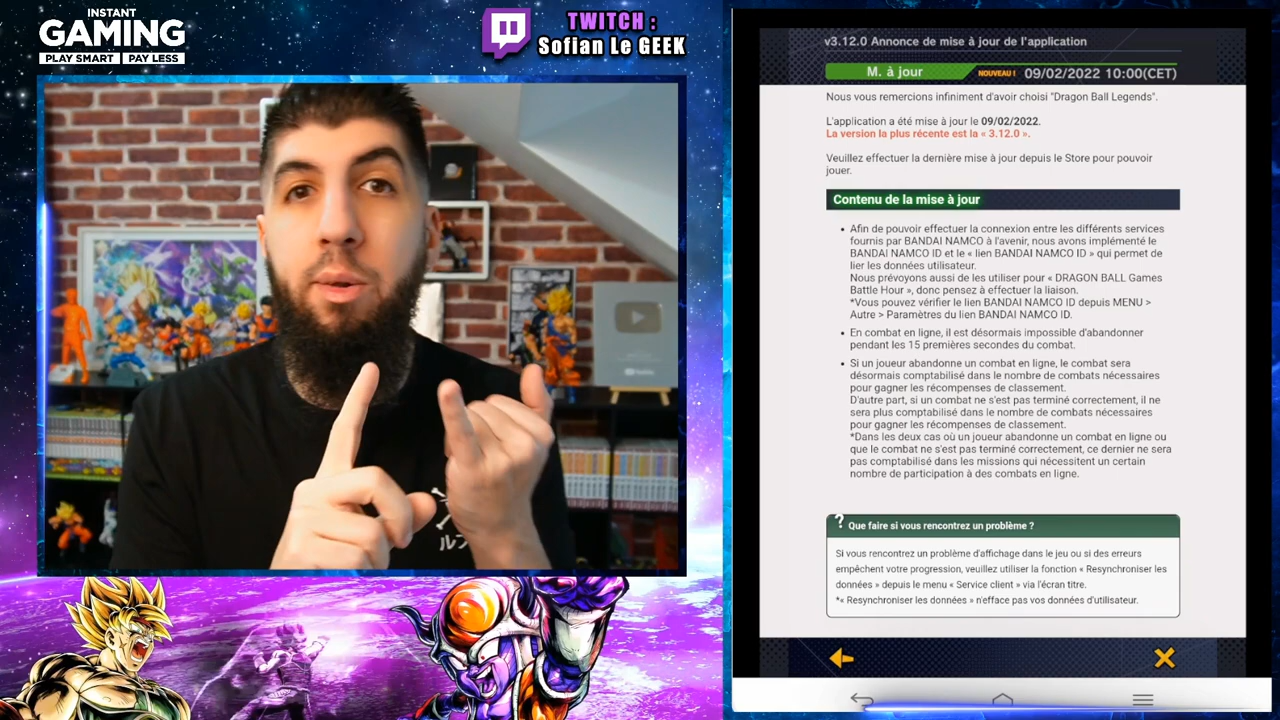 INSTANT
GAMING
PLAY SMART PAY LESS
TWITCH :
Sofian Le GEEK
v3.12.0 Annonce de mise à jour de l'application
M. à jour NOUVEAU ! 09/02/2022 10:00(CET)
Nous vous remercions infiniment d'avoir choisi "Dragon Ball Legends".
L'application a été mise à jour le 09/02/2022.
La version la plus récente est la « 3.12.0 ».
Veuillez effectuer la dernière mise à jour depuis le Store pour pouvoir
jouer.
Contenu de la mise à jour
• Afin de pouvoir effectuer la connexion entre les différents services
fournis par BANDAI NAMCO à l'avenir, nous avons implémenté le
BANDAI NAMCO ID et le « lien BANDAI NAMCO ID » qui permet de
lier les données utilisateur.
Nous prévoyons aussi de les utiliser pour « DRAGON BALL Games
Battle Hour », donc pensez à effectuer la liaison.
*Vous pouvez vérifier le lien BANDAI NAMCO ID depuis MENU >
Autre > Paramètres du lien BANDAI NAMCO ID.
• En combat en ligne, il est désormais impossible d'abandonner
pendant les 15 premières secondes du combat.
• Si un joueur abandonne un combat en ligne, le combat sera
désormais comptabilisé dans le nombre de combats nécessaires
pour gagner les récompenses de classement.
D'autre part, si un combat ne s'est pas terminé correctement, il ne
sera plus comptabilisé dans le nombre de combats nécessaires
pour gagner les récompenses de classement.
*Dans les deux cas où un joueur abandonne un combat en ligne ou
que le combat ne s'est pas terminé correctement, ce dernier ne sera
pas comptabilisé dans les missions qui nécessitent un certain
nombre de participation à des combats en ligne.
? Que faire si vous rencontrez un problème ?
Si vous rencontrez un problème d'affichage dans le jeu ou si des erreurs
empêchent votre progression, veuillez utiliser la fonction « Resynchroniser les
données » depuis le menu « Service client » via l'écran titre.
*« Resynchroniser les données » n'efface pas vos données d'utilisateur.